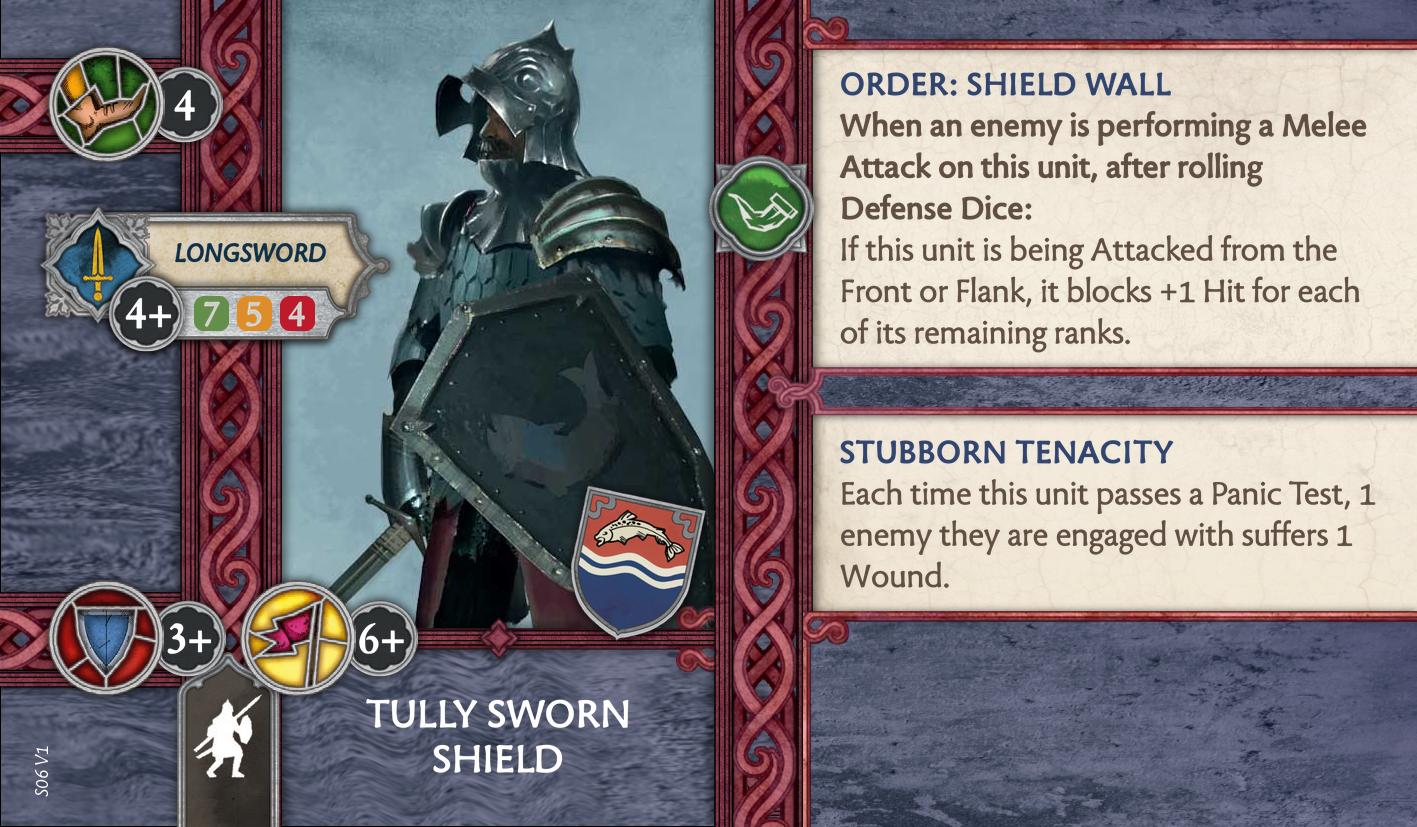 4
LONGSWORD
4+ 7 5 4
3+ 6+
TULLY SWORN
SHIELD
S06 V1
ORDER: SHIELD WALL
When an enemy is performing a Melee
Attack on this unit, after rolling
Defense Dice:
If this unit is being Attacked from the
Front or Flank, it blocks +1 Hit for each
of its remaining ranks.
STUBBORN TENACITY
Each time this unit passes a Panic Test, 1
enemy they are engaged with suffers 1
Wound.